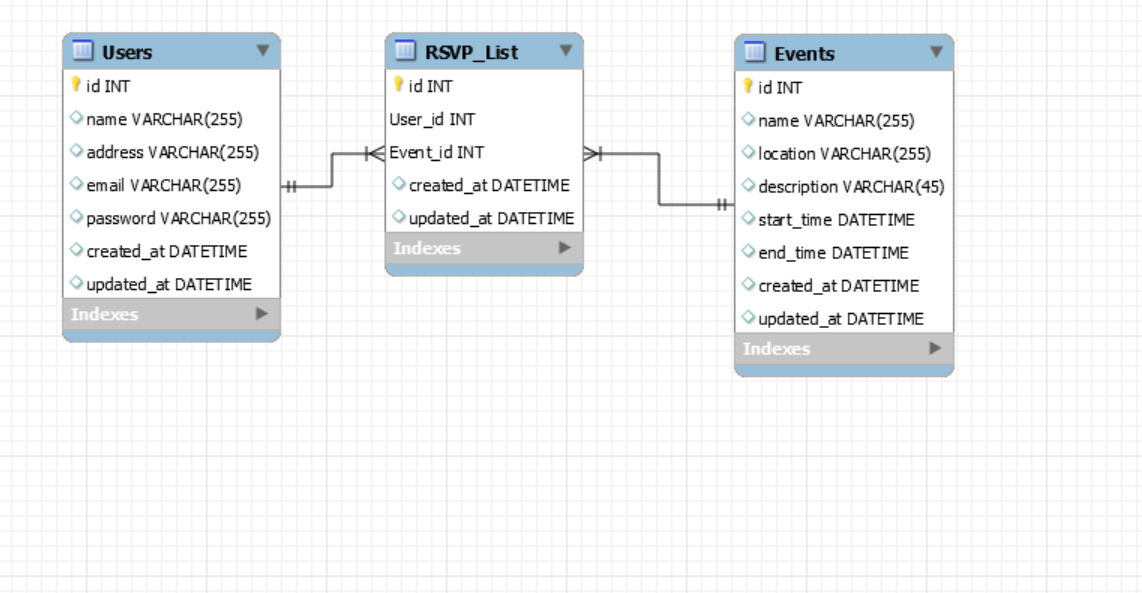 Users
id INT
name VARCHAR(255)
address VARCHAR(255)
email VARCHAR(255)
password VARCHAR(255)
created_at DATETIME
updated_at DATETIME
Indexes
RSVP_List
id INT
User_id INT
Event_id INT
created_at DATETIME
updated_at DATETIME
Indexes
Events
id INT
name VARCHAR(255)
location VARCHAR(255)
description VARCHAR(45)
start_time DATETIME
end_time DATETIME
created_at DATETIME
updated_at DATETIME
Indexes